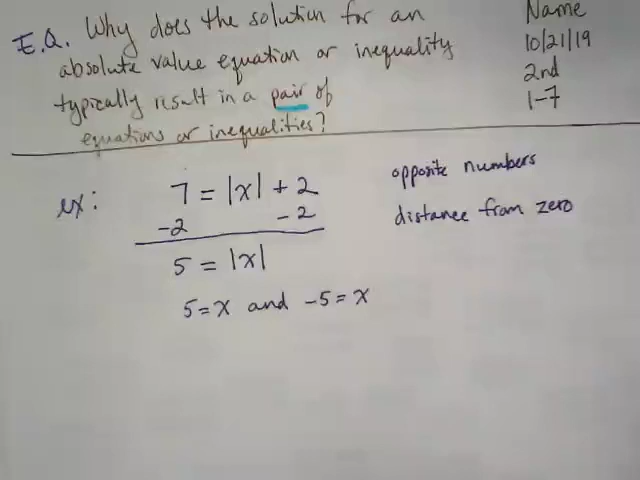 E.Q. Why does the solution for an
absolute value equation or inequality
typically result in a pair of
equations or inequalities?
Name
10/21/19
2nd
1-7
ex: 7 = |x| + 2
-2 -2
5 = |x|
5 = x and -5 = x
opposite numbers
distance from zero